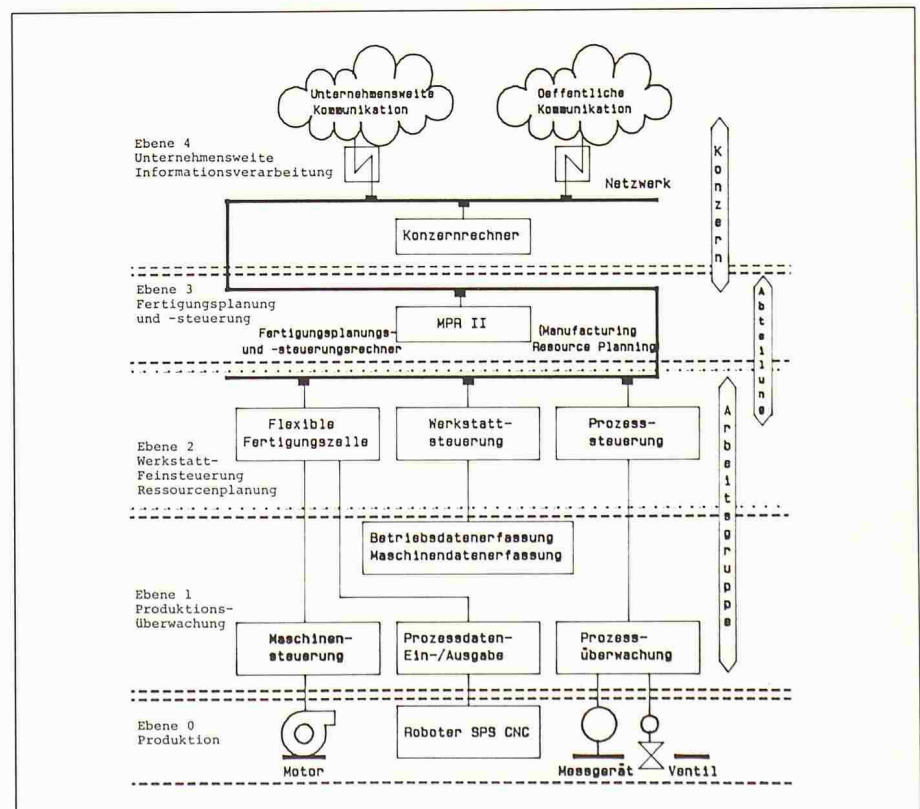 Unternehmensweite
Kommunikation
Oeffentliche
Kommunikation
Ebene 4
Unternehmensweite
Informationsverarbeitung
Netzwerk
Konzernrechner
Konzern
Ebene 3
Fertigungsplanung
und -steuerung
MPR II
Fertigungsplanungs-
und -steuerungsrechner
(Manufacturing
Resource Planning)
Abteilung
Flexible
Fertigungszelle
Werkstatt-
steuerung
Prozess-
steuerung
Ebene 2
Werkstatt-
Feinsteuerung
Ressourcenplanung
Arbeitsgruppe
Betriebsdatenerfassung
Maschinendatenerfassung
Ebene 1
Produktions-
überwachung
Maschinen-
steuerung
Prozessdaten-
Ein-/Ausgabe
Prozess-
überwachung
Ebene 0
Produktion
Motor
Roboter SPS CNC
Messgerät
Ventil